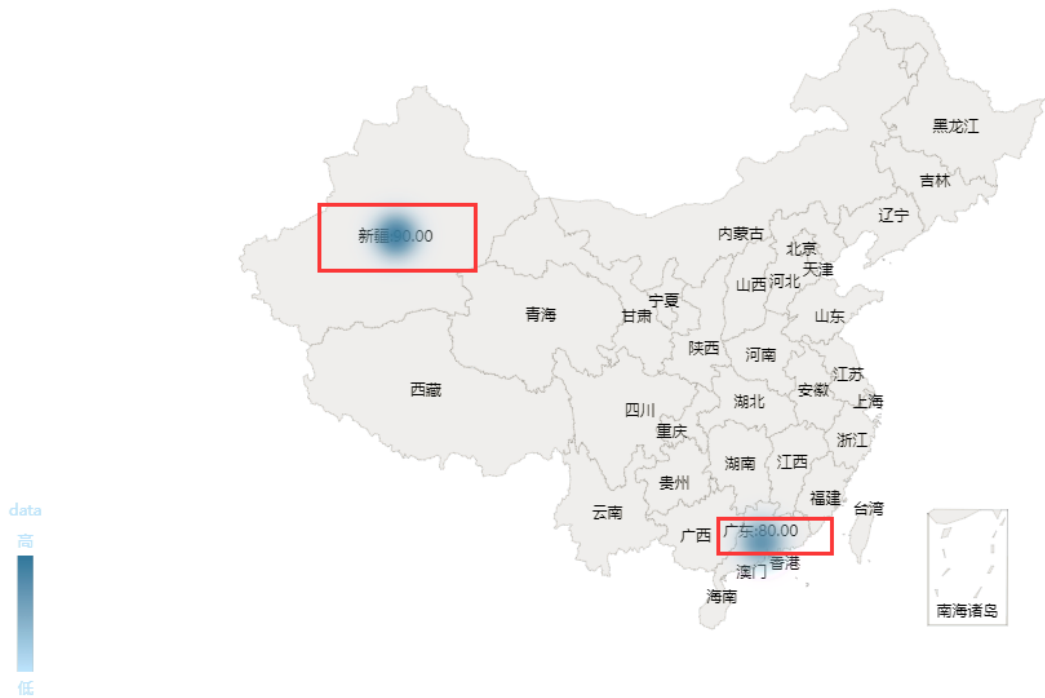 黑龙江
吉林
辽宁
内蒙古
新疆:90.00
北京
天津
河北
山西
宁夏
甘肃
青海
山东
陕西
河南
江苏
安徽
西藏
湖北
上海
四川
重庆
浙江
湖南
江西
贵州
福建
台湾
云南
广西
广东:80.00
香港
澳门
海南
南海诸岛
data
高
低